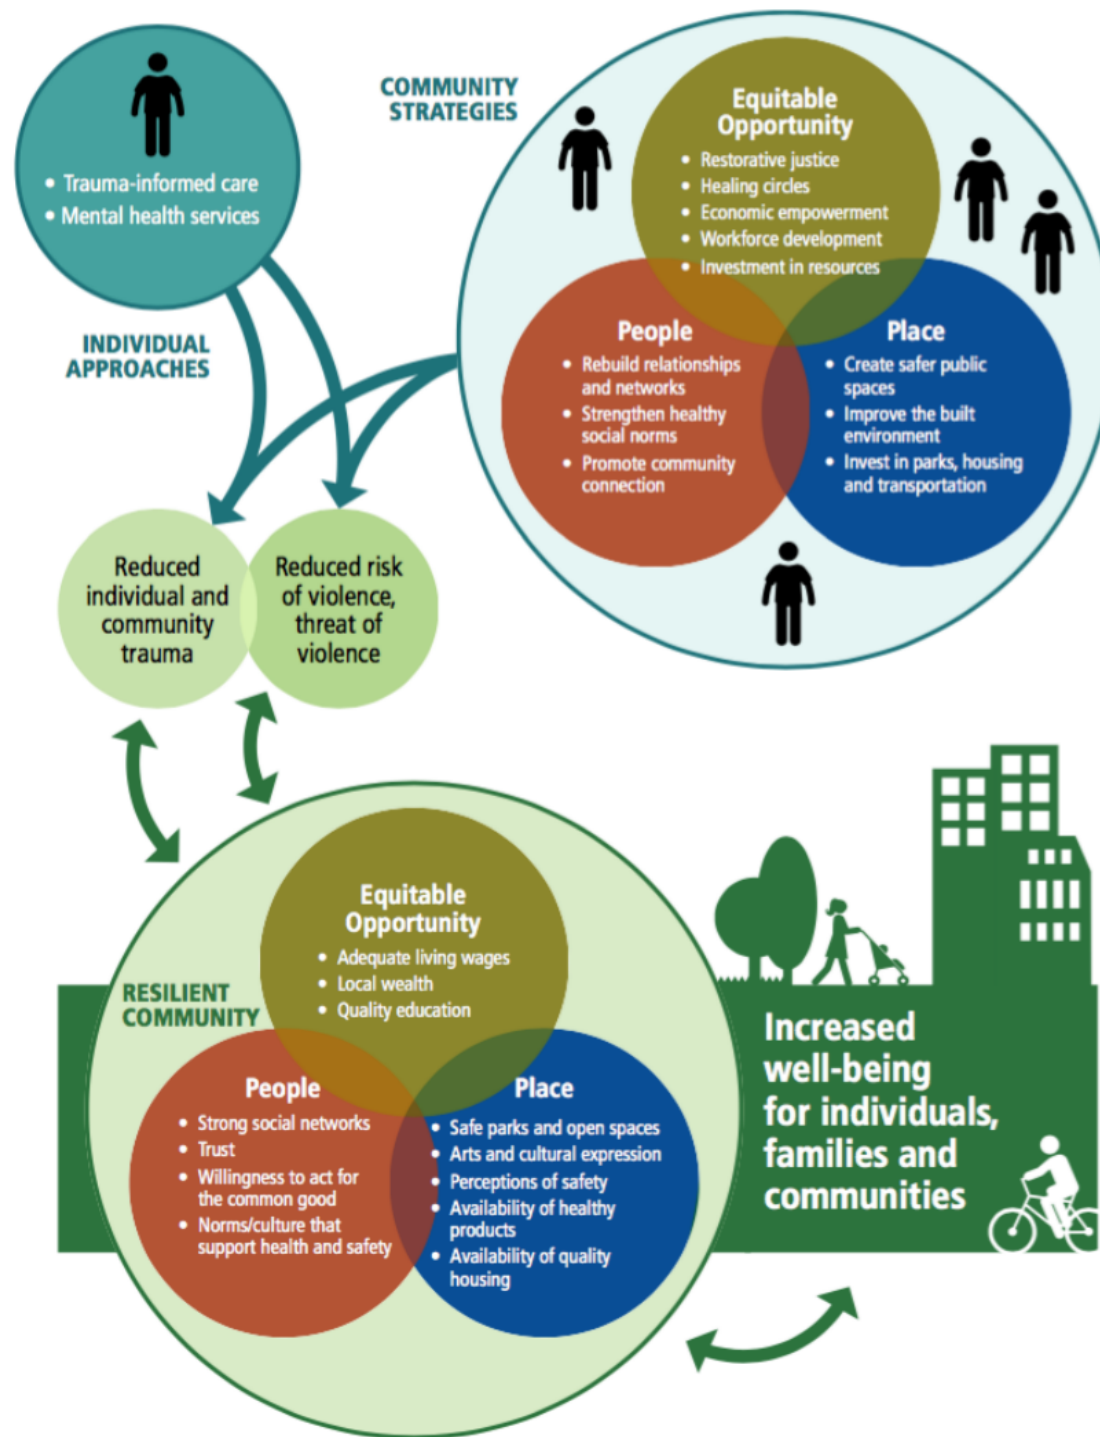 • Trauma-informed care
• Mental health services
INDIVIDUAL
APPROACHES
COMMUNITY
STRATEGIES
Equitable
Opportunity
• Restorative justice
• Healing circles
• Economic empowerment
• Workforce development
• Investment in resources
People
• Rebuild relationships
and networks
• Strengthen healthy
social norms
• Promote community
connection
Place
• Create safer public
spaces
• Improve the built
environment
• Invest in parks, housing
and transportation
Reduced
individual and
community
trauma
Reduced risk
of violence,
threat of
violence
RESILIENT
COMMUNITY
Equitable
Opportunity
• Adequate living wages
• Local wealth
• Quality education
People
• Strong social networks
• Trust
• Willingness to act for
the common good
• Norms/culture that
support health and safety
Place
• Safe parks and open spaces
• Arts and cultural expression
• Perceptions of safety
• Availability of healthy
products
• Availability of quality
housing
Increased
well-being
for individuals,
families and
communities